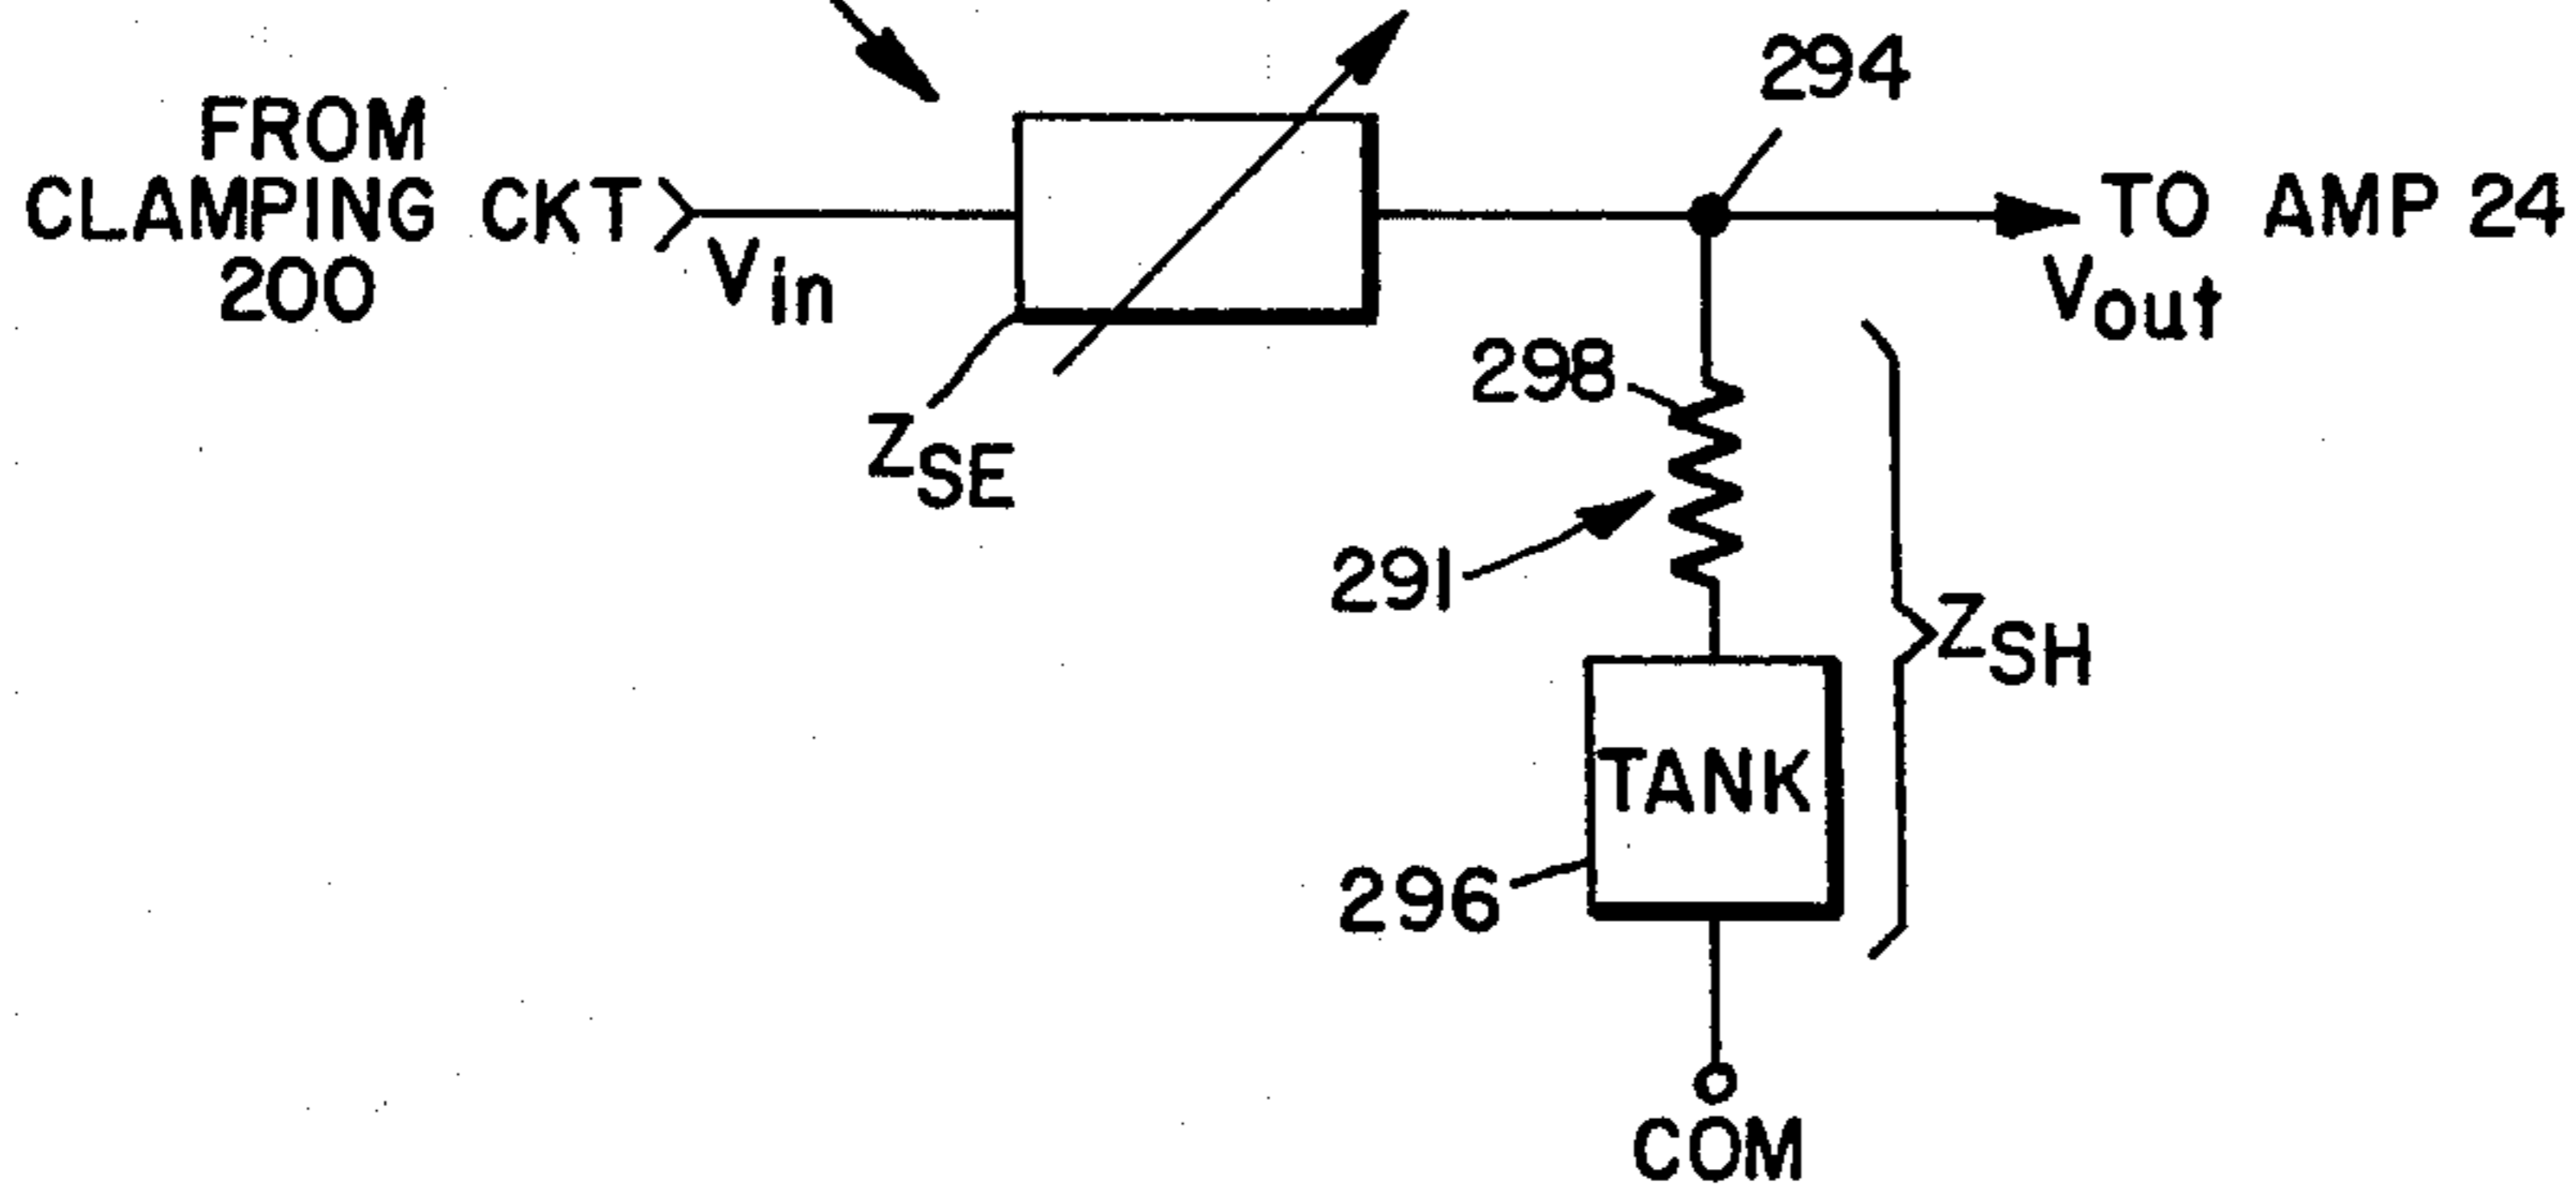 294
FROM
CLAMPING CKT
200
Vin
TO AMP 24
Vout
ZSE
298
291
ZSH
TANK
296
COM